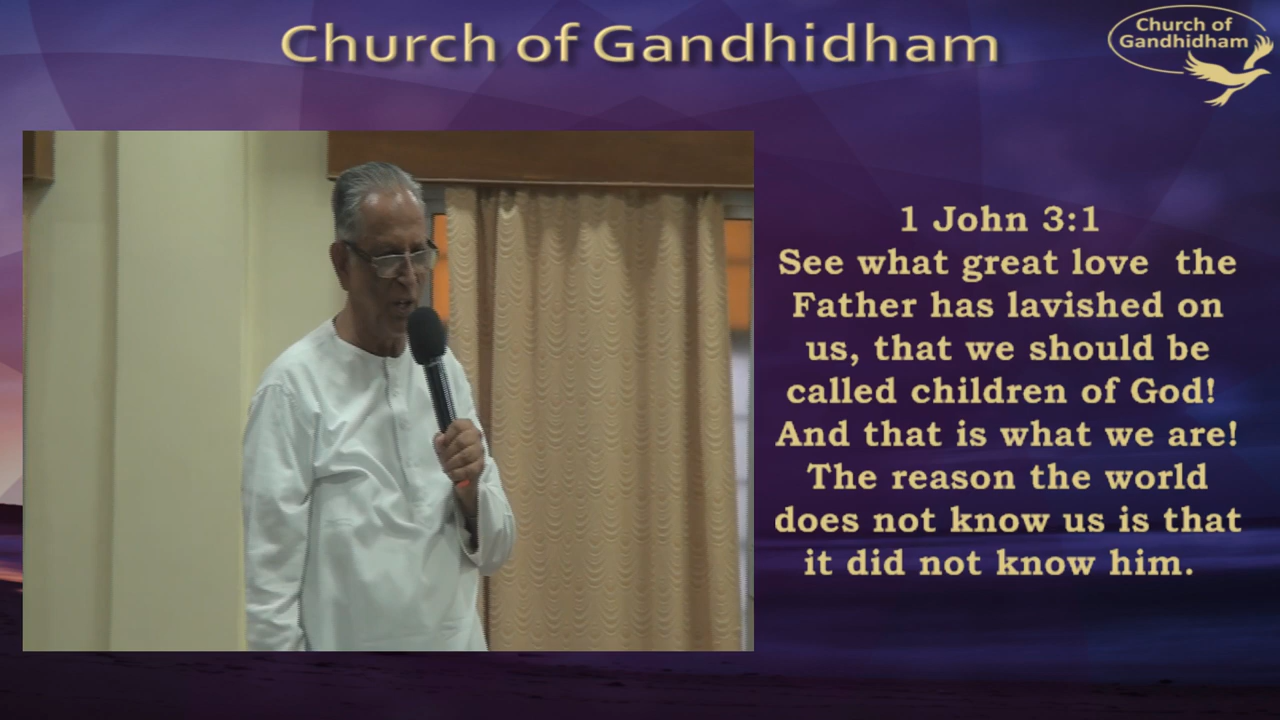 Church of Gandhidham
Church of
Gandhidham
1 John 3:1
See what great love the
Father has lavished on
us, that we should be
called children of God!
And that is what we are!
The reason the world
does not know us is that
it did not know him.